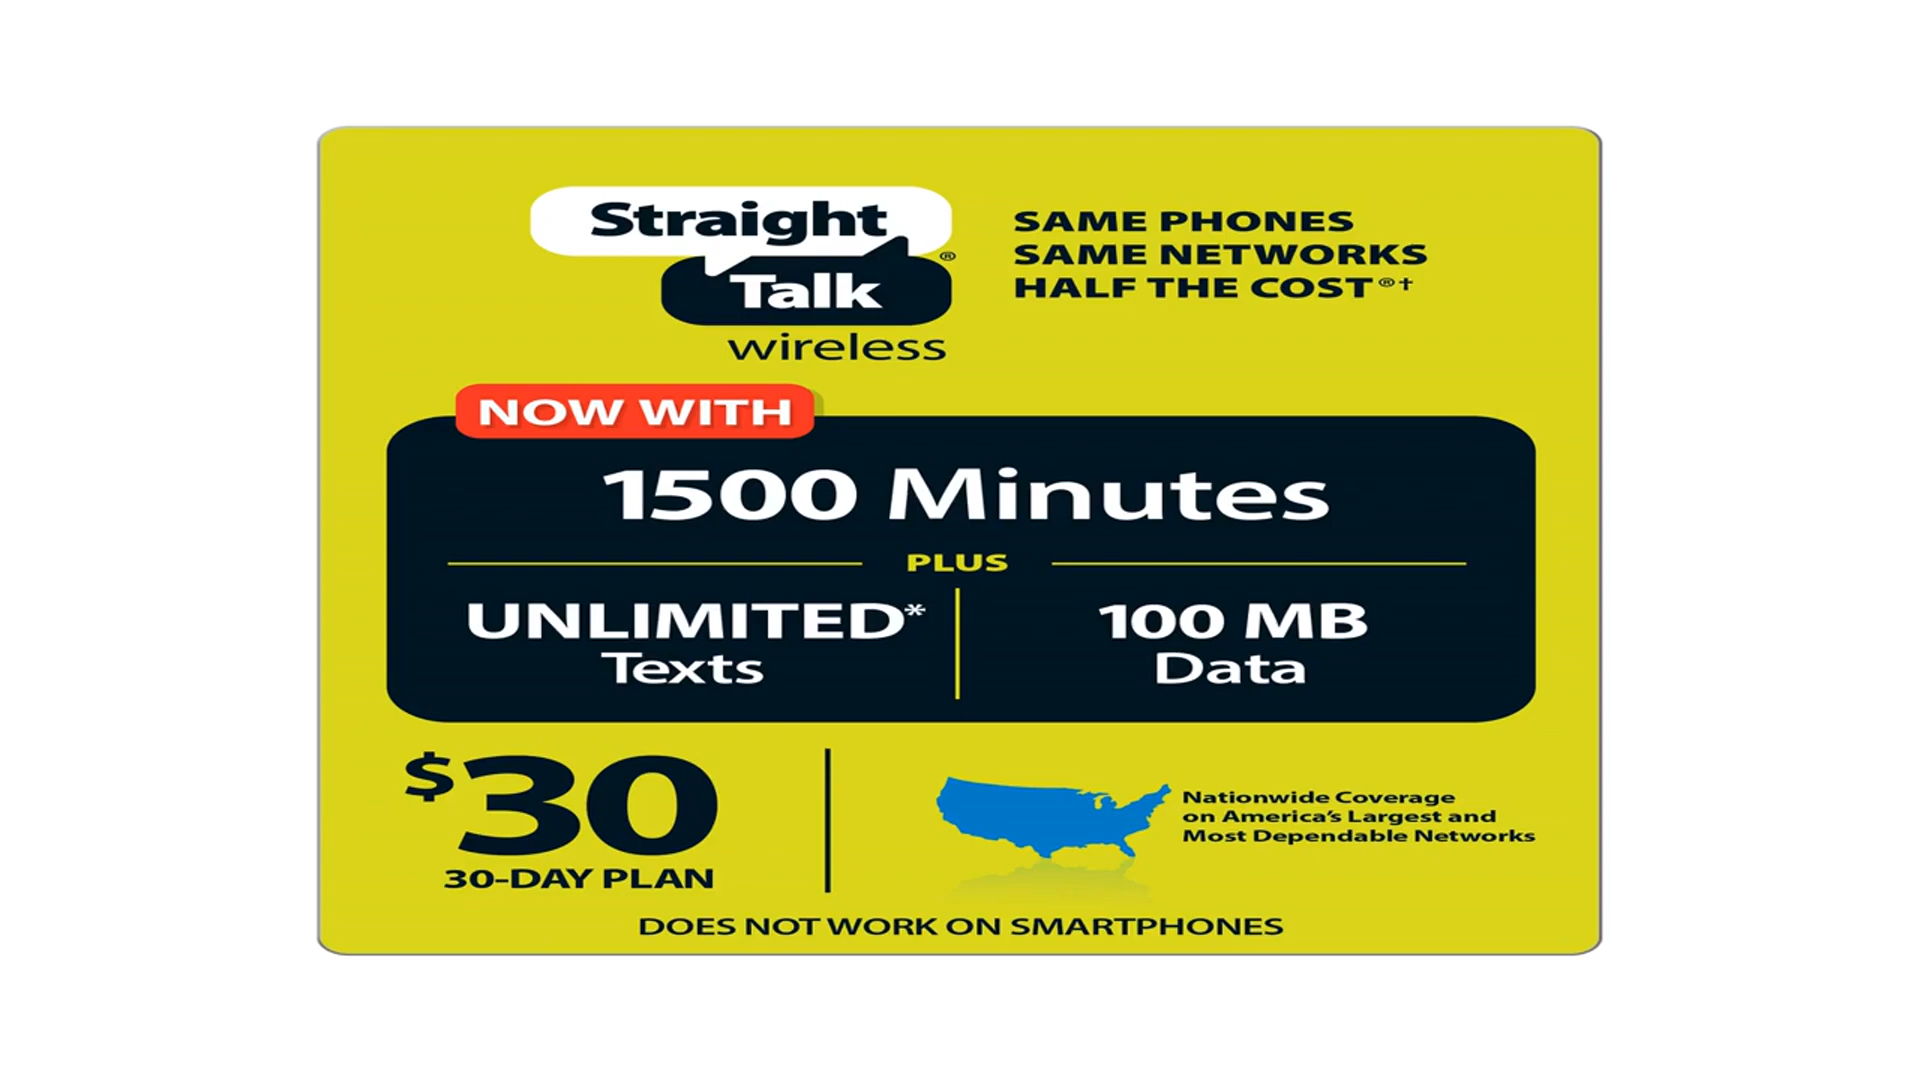 Straight
Talk®
wireless
SAME PHONES
SAME NETWORKS
HALF THE COST®†
NOW WITH
1500 Minutes
PLUS
UNLIMITED*
Texts
100 MB
Data
$30
30-DAY PLAN
Nationwide Coverage
on America's Largest and
Most Dependable Networks
DOES NOT WORK ON SMARTPHONES